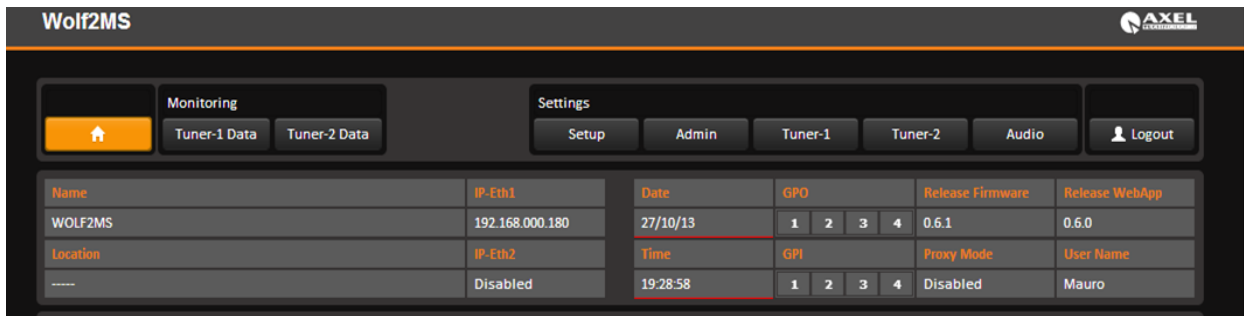 Wolf2MS
AXEL
Monitoring
Settings
Tuner-1 Data Tuner-2 Data Setup Admin Tuner-1 Tuner-2 Audio Logout
Name IP-Eth1 Date GPO Release Firmware Release WebApp
WOLF2MS 192.168.000.180 27/10/13 1 2 3 4 0.6.1 0.6.0
Location IP-Eth2 Time GPI Proxy Mode User Name
----- Disabled 19:28:58 1 2 3 4 Disabled Mauro